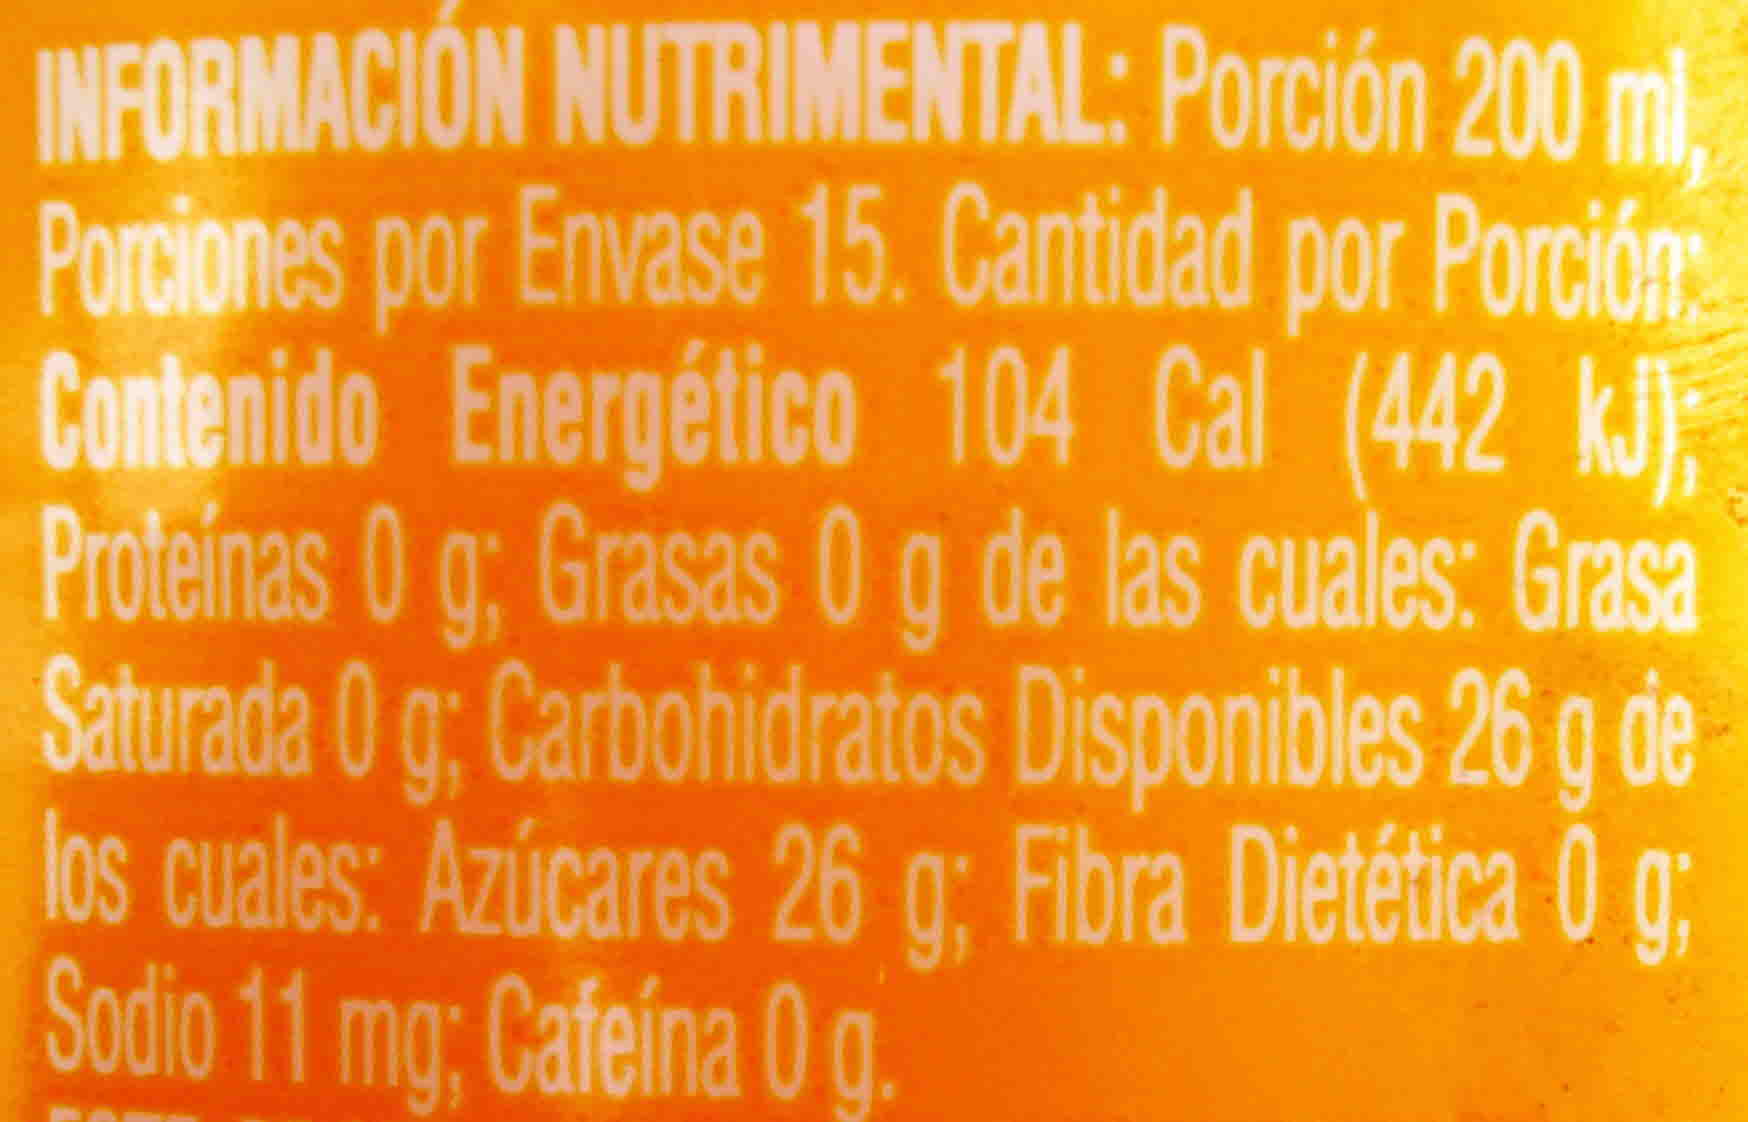 INFORMACIÓN NUTRIMENTAL: Porción 200 ml,
Porciones por Envase 15. Cantidad por Porción:
Contenido Energético 104 Cal (442 kJ);
Proteínas 0 g; Grasas 0 g de las cuales: Grasa
Saturada 0 g; Carbohidratos Disponibles 26 g de
los cuales: Azúcares 26 g; Fibra Dietética 0 g;
Sodio 11 mg; Cafeína 0 g.